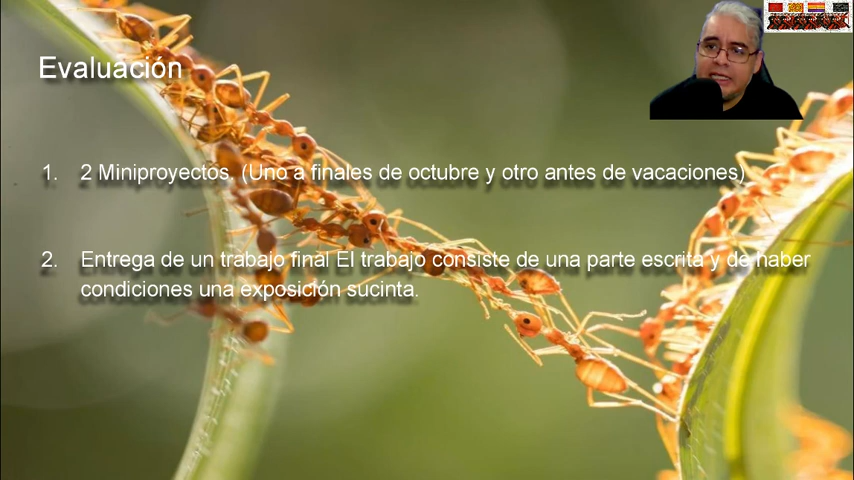 Evaluación
1. 2 Miniproyectos. (Uno a finales de octubre y otro antes de vacaciones)
2. Entrega de un trabajo final El trabajo consiste de una parte escrita y de haber
condiciones una exposición sucinta.